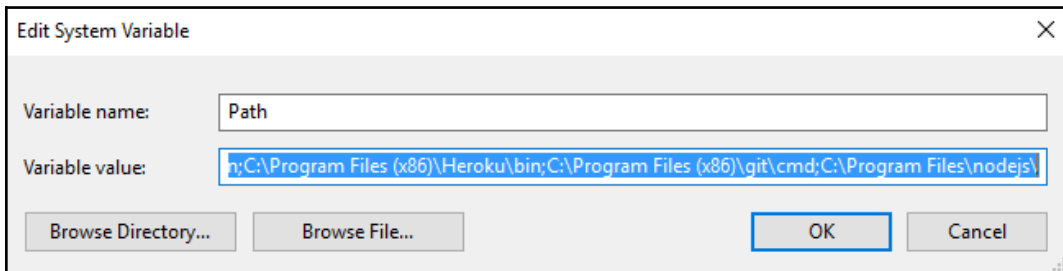 Edit System Variable
Variable name: Path
Variable value: n;C:\Program Files (x86)\Heroku\bin;C:\Program Files (x86)\git\cmd;C:\Program Files\nodejs\
Browse Directory... Browse File... OK Cancel